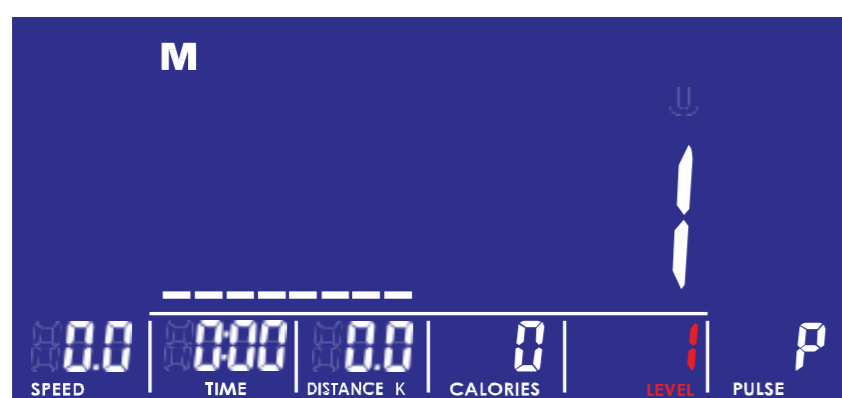 M
1
0.0 0:00 0.0 0 1 P
SPEED TIME DISTANCE K CALORIES LEVEL PULSE